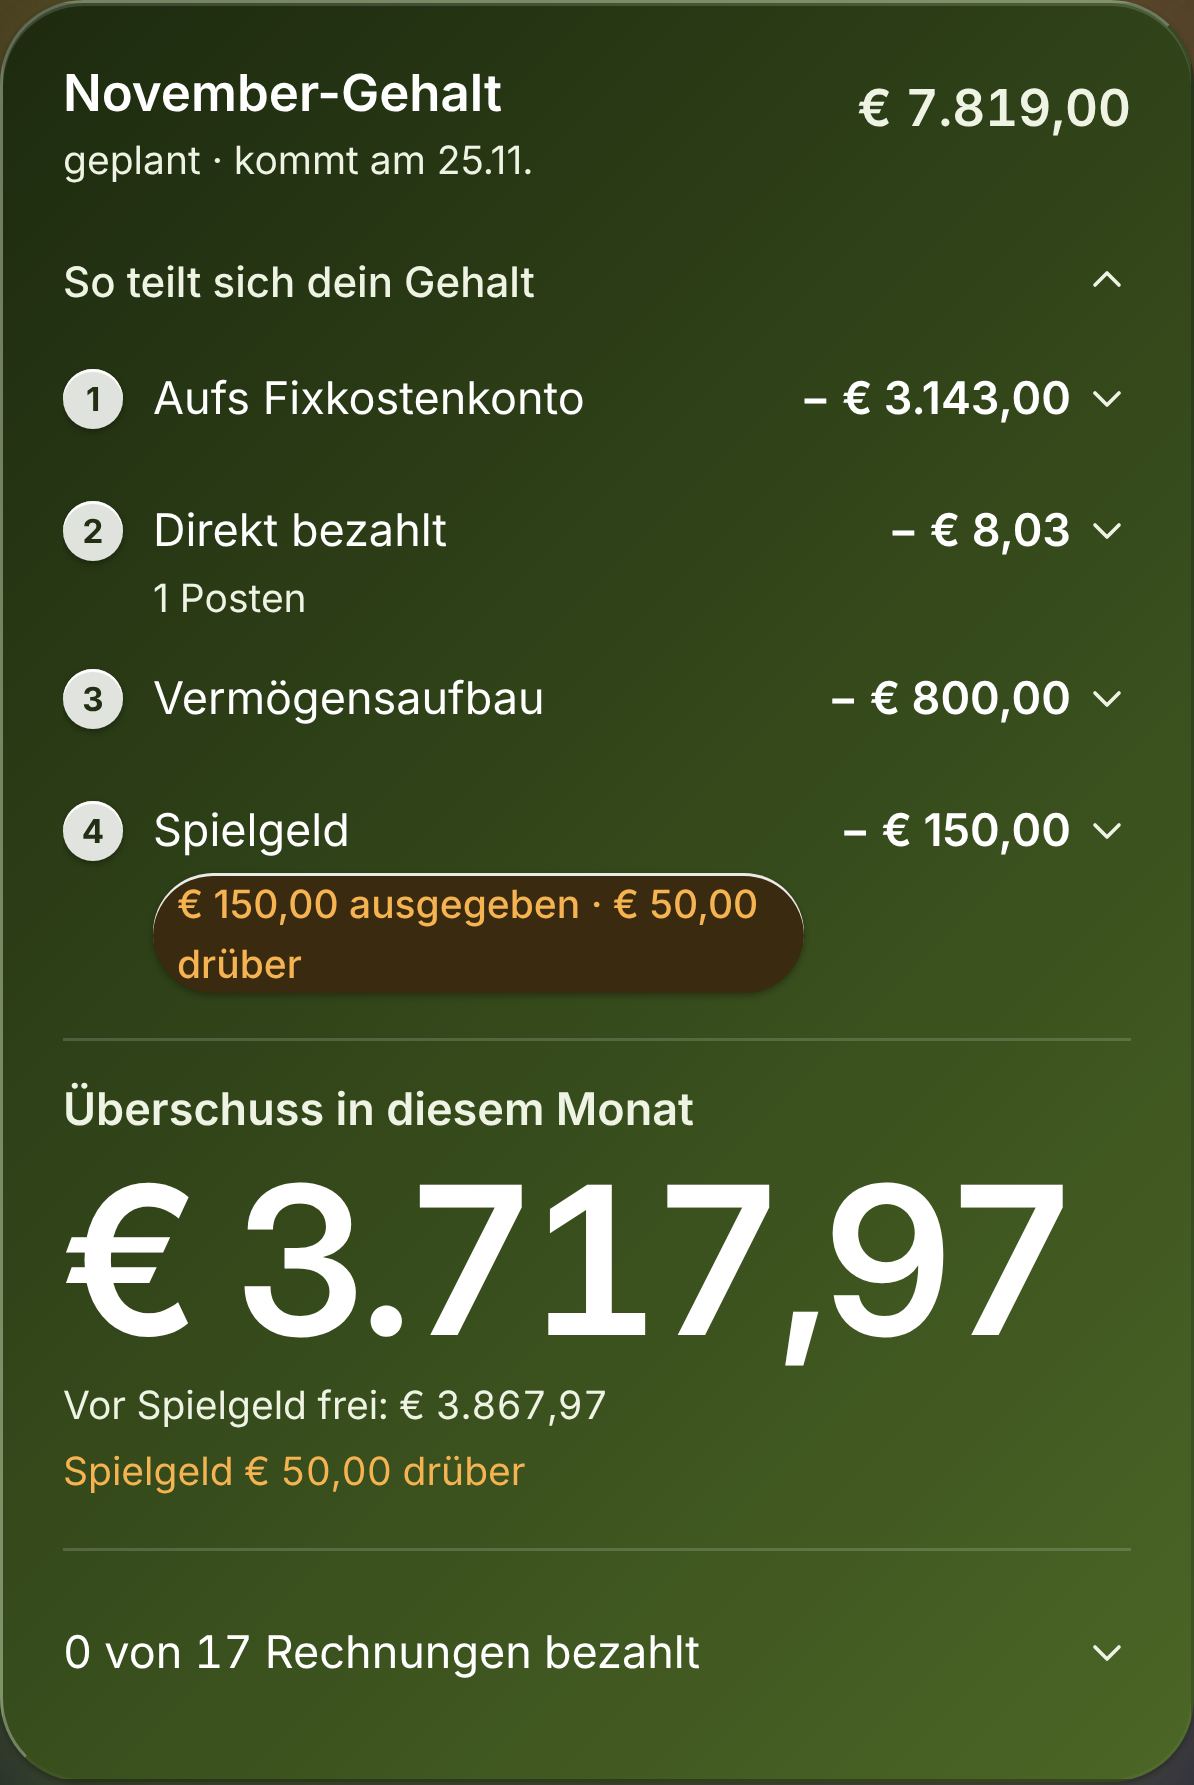 November-Gehalt
€ 7.819,00
geplant · kommt am 25.11.
So teilt sich dein Gehalt
1 Aufs Fixkostenkonto – € 3.143,00
2 Direkt bezahlt – € 8,03
1 Posten
3 Vermögensaufbau – € 800,00
4 Spielgeld – € 150,00
€ 150,00 ausgegeben · € 50,00
drüber
Überschuss in diesem Monat
€ 3.717,97
Vor Spielgeld frei: € 3.867,97
Spielgeld € 50,00 drüber
0 von 17 Rechnungen bezahlt